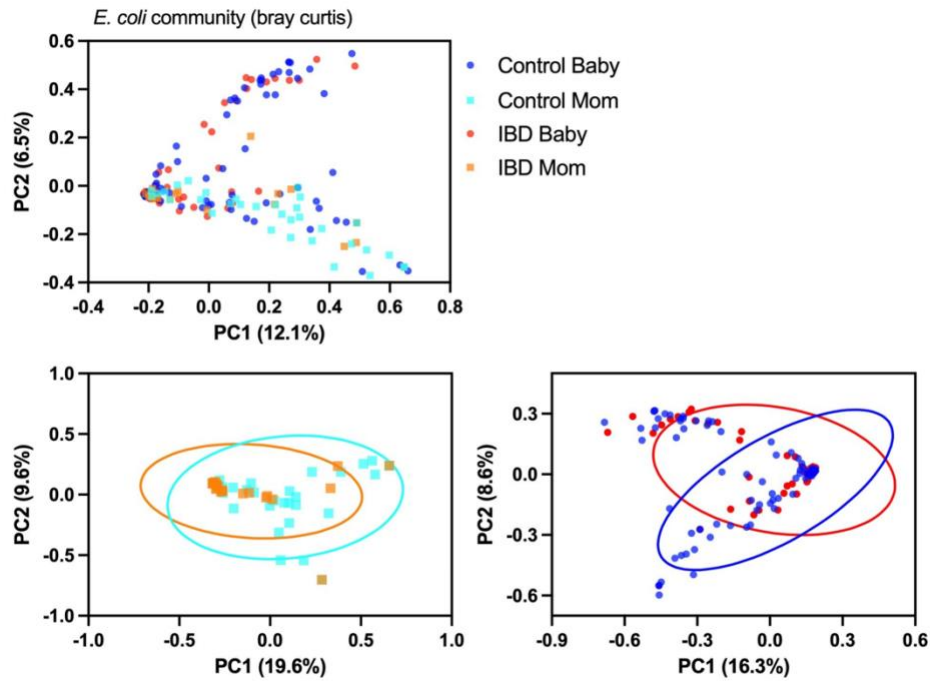 E. coli community (bray curtis)
0.6
0.4
0.2
0.0
-0.2
-0.4
PC2 (6.5%)
-0.4 -0.2 0.0 0.2 0.4 0.6 0.8
PC1 (12.1%)
Control Baby
Control Mom
IBD Baby
IBD Mom
1.0
0.5
0.0
-0.5
-1.0
PC2 (9.6%)
-1.0 -0.5 0.0 0.5 1.0
PC1 (19.6%)
0.3
0.0
-0.3
-0.6
PC2 (8.6%)
-0.9 -0.6 -0.3 0.0 0.3 0.6
PC1 (16.3%)